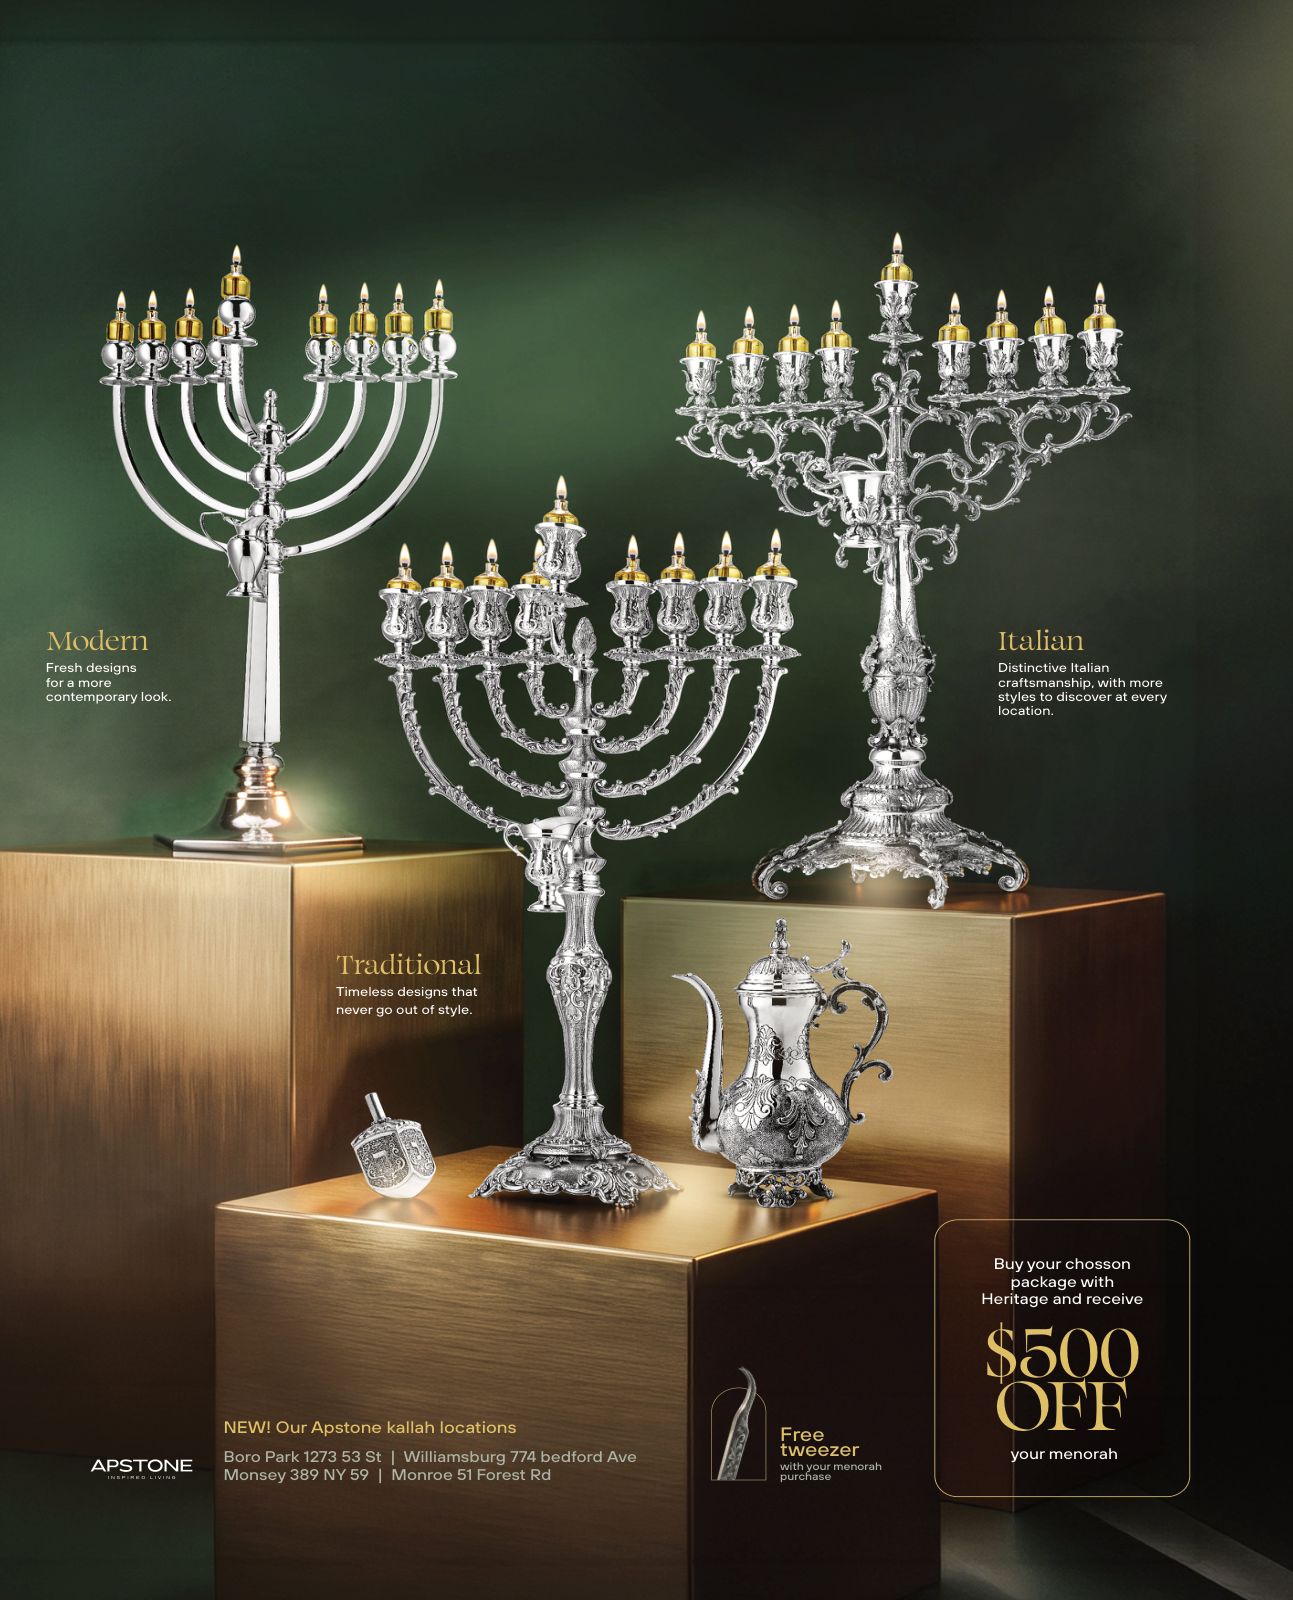 Modern
Fresh designs
for a more
contemporary look.
Italian
Distinctive Italian
craftsmanship, with more
styles to discover at every
location.
Traditional
Timeless designs that
never go out of style.
Buy your chosson
package with
Heritage and receive
$500
OFF
your menorah
NEW! Our Apstone kallah locations
Boro Park 1273 53 St | Williamsburg 774 bedford Ave
Monsey 389 NY 59 | Monroe 51 Forest Rd
APSTONE
INSPIRED LIVING
Free
tweezer
with your menorah
purchase